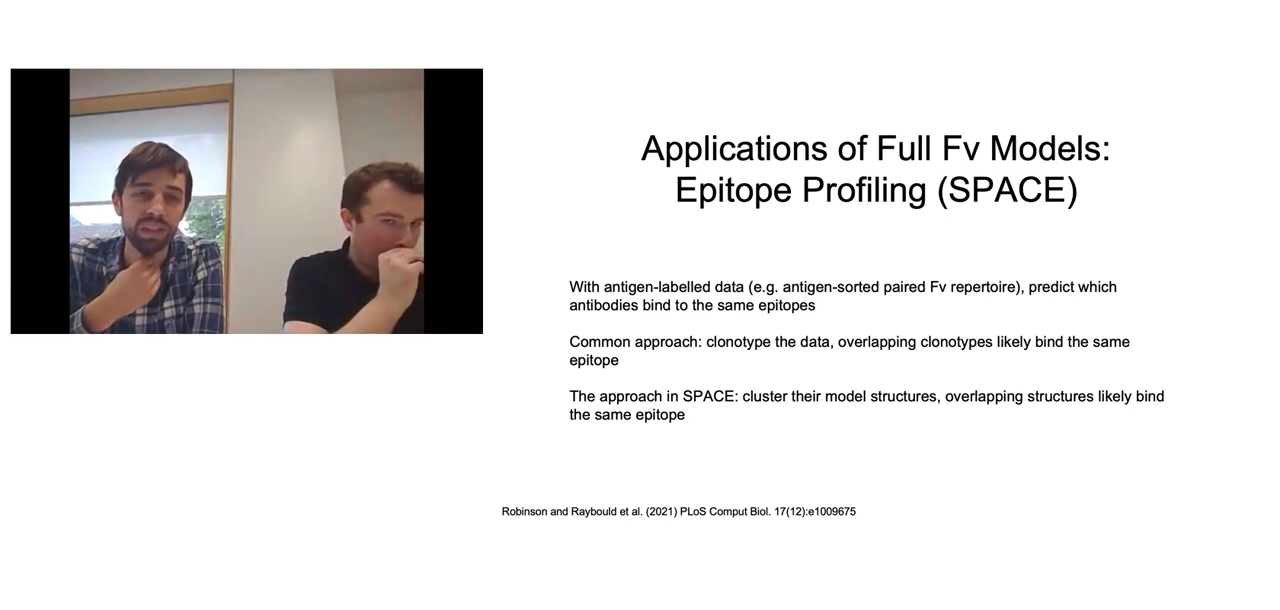 Applications of Full Fv Models:
Epitope Profiling (SPACE)
With antigen-labelled data (e.g. antigen-sorted paired Fv repertoire), predict which
antibodies bind to the same epitopes
Common approach: clonotype the data, overlapping clonotypes likely bind the same
epitope
The approach in SPACE: cluster their model structures, overlapping structures likely bind
the same epitope
Robinson and Raybould et al. (2021) PLoS Comput Biol. 17(12):e1009675